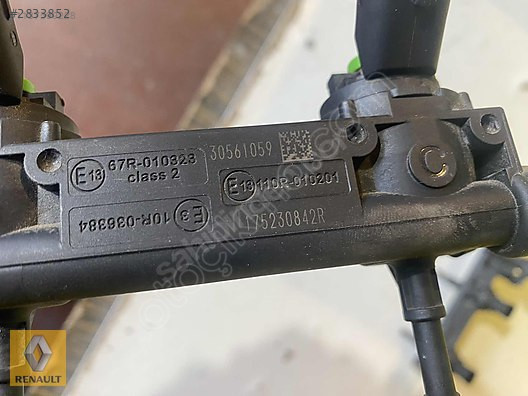 #2833852
67R-010323
class 2
E13
30561059
E13
110R-010201
10R-036384
E3
175230842R
C
RENAULT